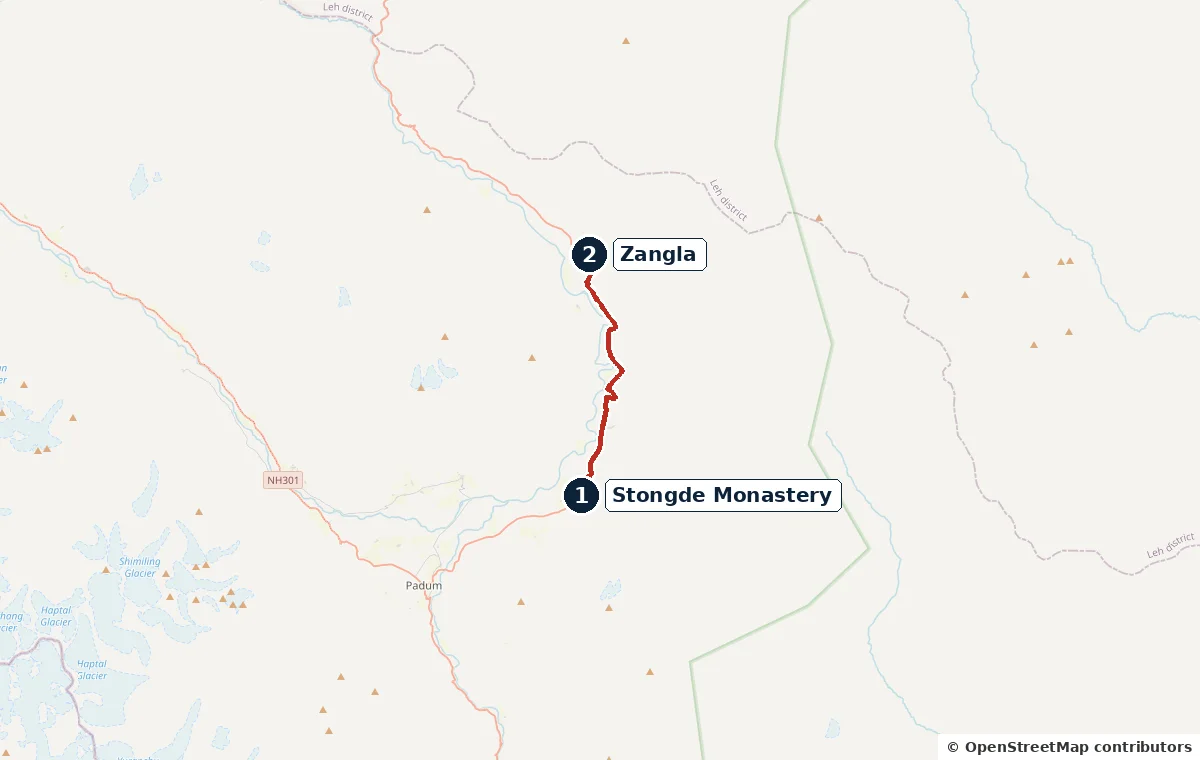 Leh district
Leh district
2 Zangla
NH301
1 Stongde Monastery
Leh district
Shimiling
Glacier
Padum
Haptal
Glacier
Haptal
Glacier
© OpenStreetMap contributors